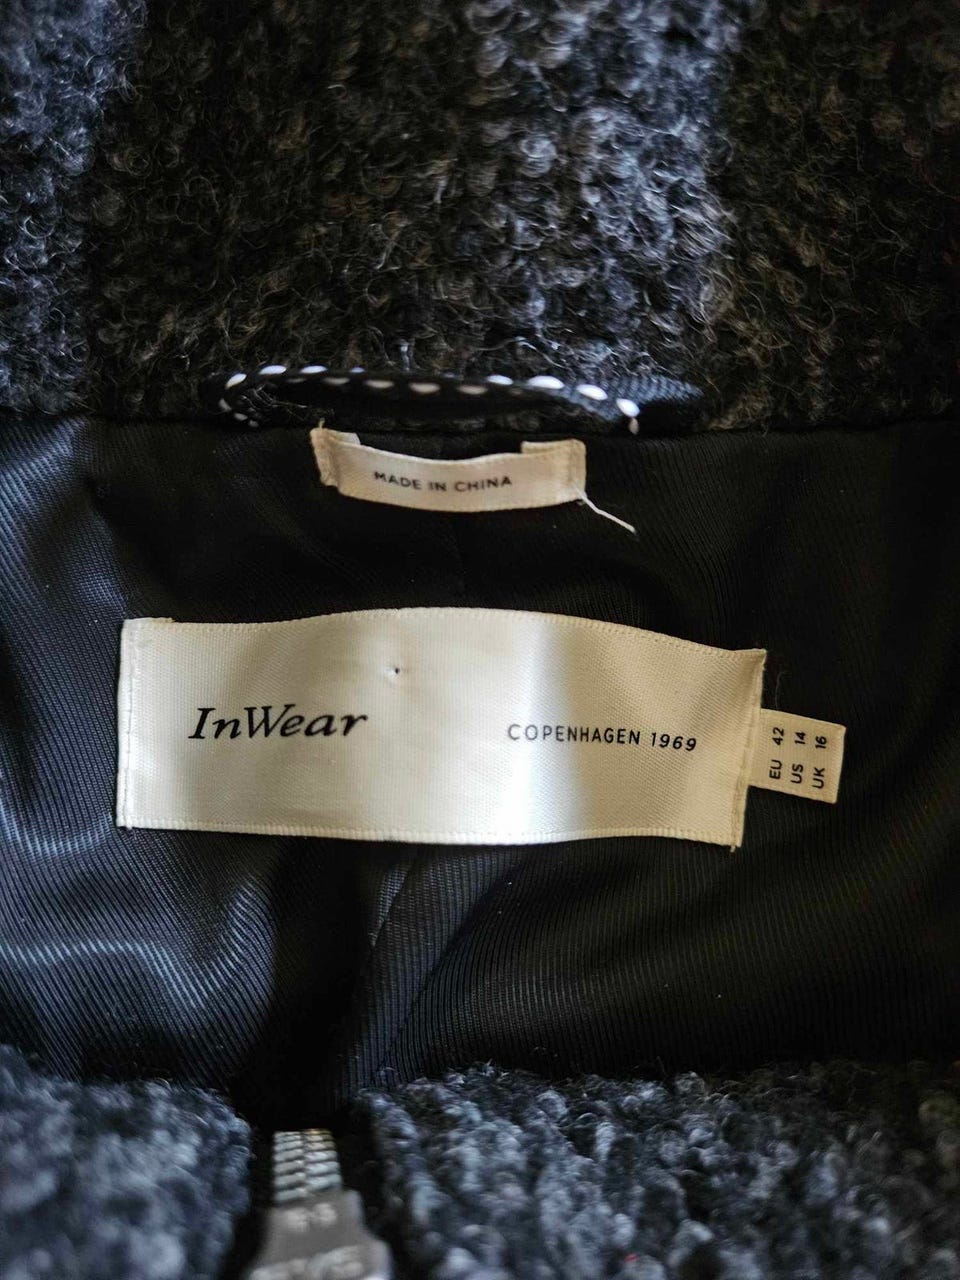 MADE IN CHINA
InWear
COPENHAGEN 1969
EU 42
US 14
UK 16